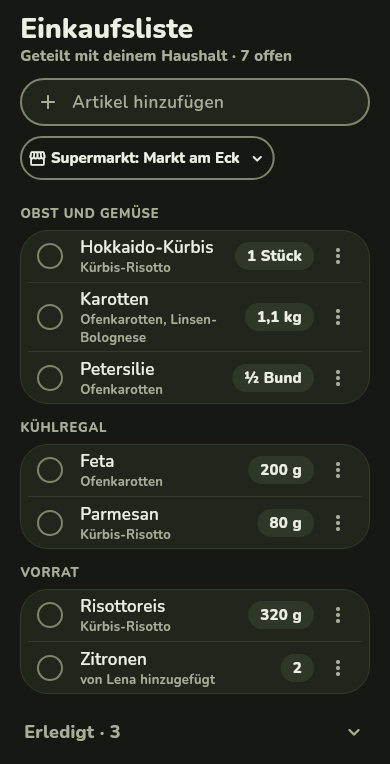 Einkaufsliste
Geteilt mit deinem Haushalt · 7 offen
Artikel hinzufügen
Supermarkt: Markt am Eck
OBST UND GEMÜSE
Hokkaido-Kürbis
Kürbis-Risotto
1 Stück
Karotten
Ofenkarotten, Linsen-
Bolognese
1,1 kg
Petersilie
Ofenkarotten
½ Bund
KÜHLREGAL
Feta
Ofenkarotten
200 g
Parmesan
Kürbis-Risotto
80 g
VORRAT
Risottoreis
Kürbis-Risotto
320 g
Zitronen
von Lena hinzugefügt
2
Erledigt · 3